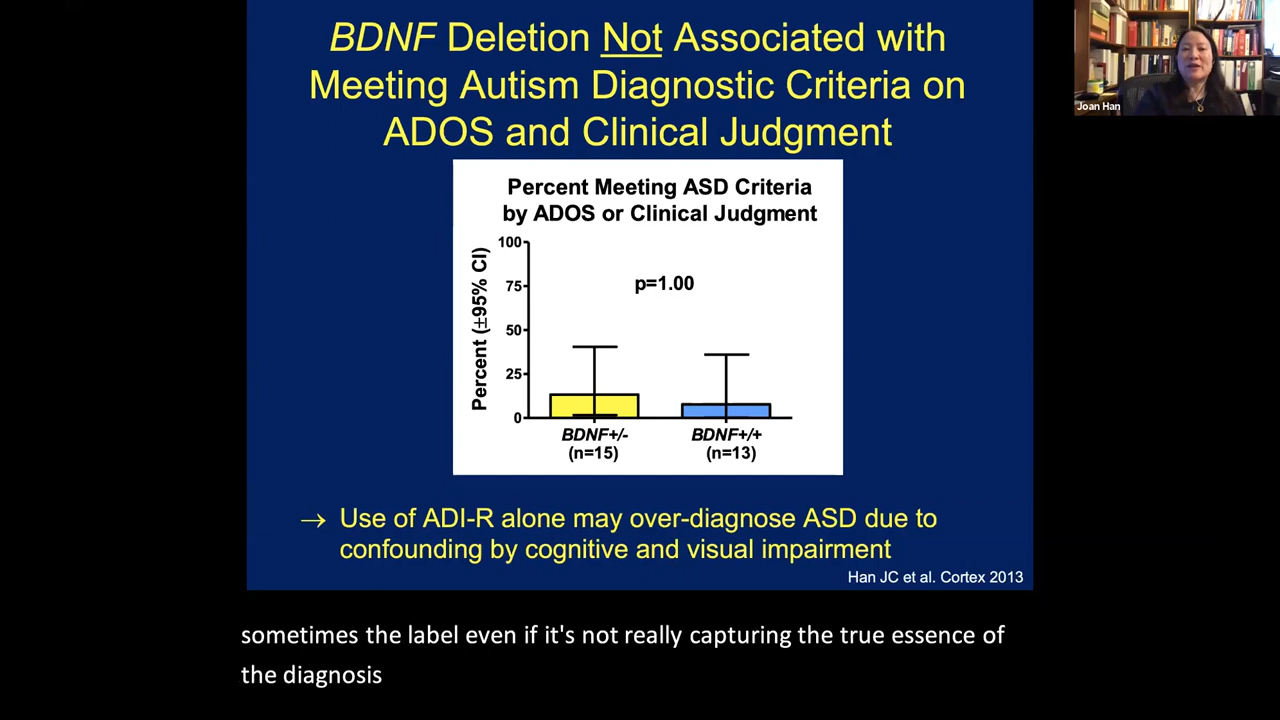 BDNF Deletion Not Associated with
Meeting Autism Diagnostic Criteria on
ADOS and Clinical Judgment
Joan Han
Percent Meeting ASD Criteria
by ADOS or Clinical Judgment
Percent (±95% CI)
100
75
50
25
0
p=1.00
BDNF+/-
(n=15)
BDNF+/+
(n=13)
→ Use of ADI-R alone may over-diagnose ASD due to
confounding by cognitive and visual impairment
Han JC et al. Cortex 2013
sometimes the label even if it's not really capturing the true essence of
the diagnosis